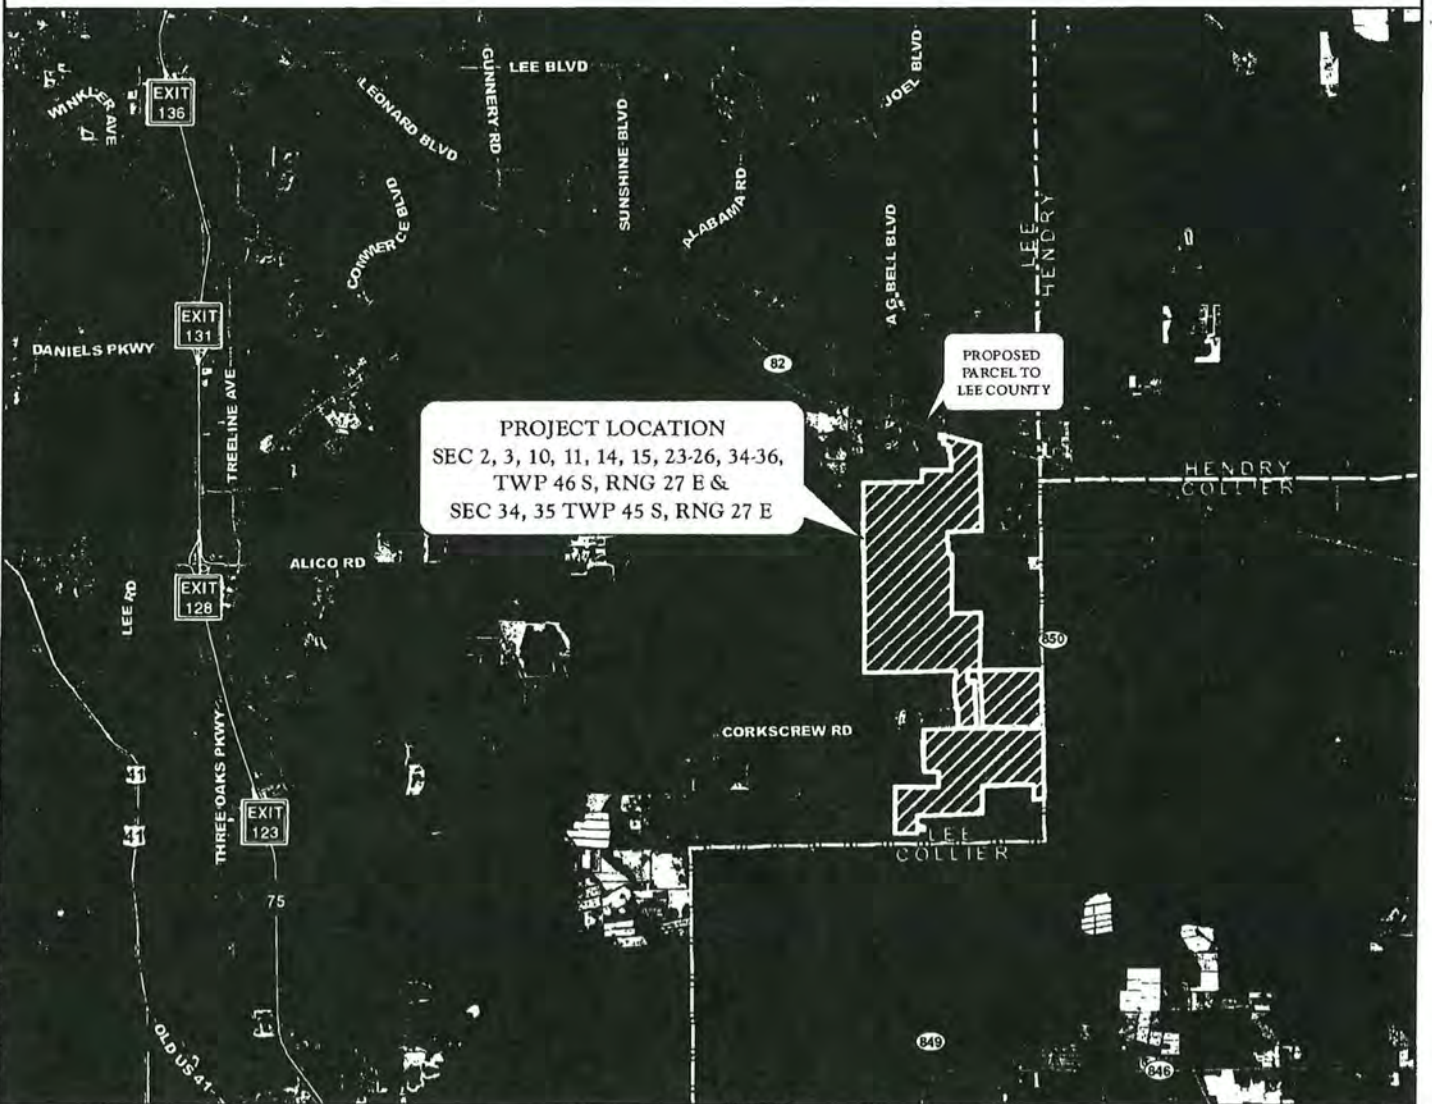 EXIT
136
WINKLER AVE
LEE BLVD
GUNNERY RD
LEONARD BLVD
SUNSHINE BLVD
JOEL BLVD
ALABAMA RD
COMMERCE BLVD
AG BELL BLVD
LEE
HENDRY
EXIT
131
DANIELS PKWY
TREELINE AVE
82
PROPOSED
PARCEL TO
LEE COUNTY
PROJECT LOCATION
SEC 2, 3, 10, 11, 14, 15, 23-26, 34-36,
TWP 46 S, RNG 27 E &
SEC 34, 35 TWP 45 S, RNG 27 E
HENDRY
COLLIER
ALICO RD
EXIT
128
LEE RD
850
CORKSCREW RD
THREE OAKS PKWY
41
41
EXIT
123
LEE
COLLIER
75
OLD US 41
849
846